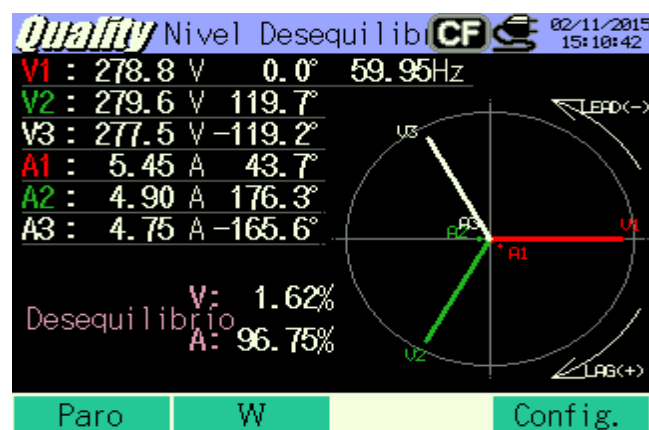 Quality Nivel Desequilib CF 02/11/2015
15:10:42
V1 : 278.8 V 0.0° 59.95Hz
V2 : 279.6 V 119.7°
V3 : 277.5 V -119.2°
A1 : 5.45 A 43.7°
A2 : 4.90 A 176.3°
A3 : 4.75 A -165.6°
LEAD(-)
V3
V1
A3
A2
A1
V2
LAG(+)
Desequilibrio
V: 1.62%
A: 96.75%
Paro W Config.